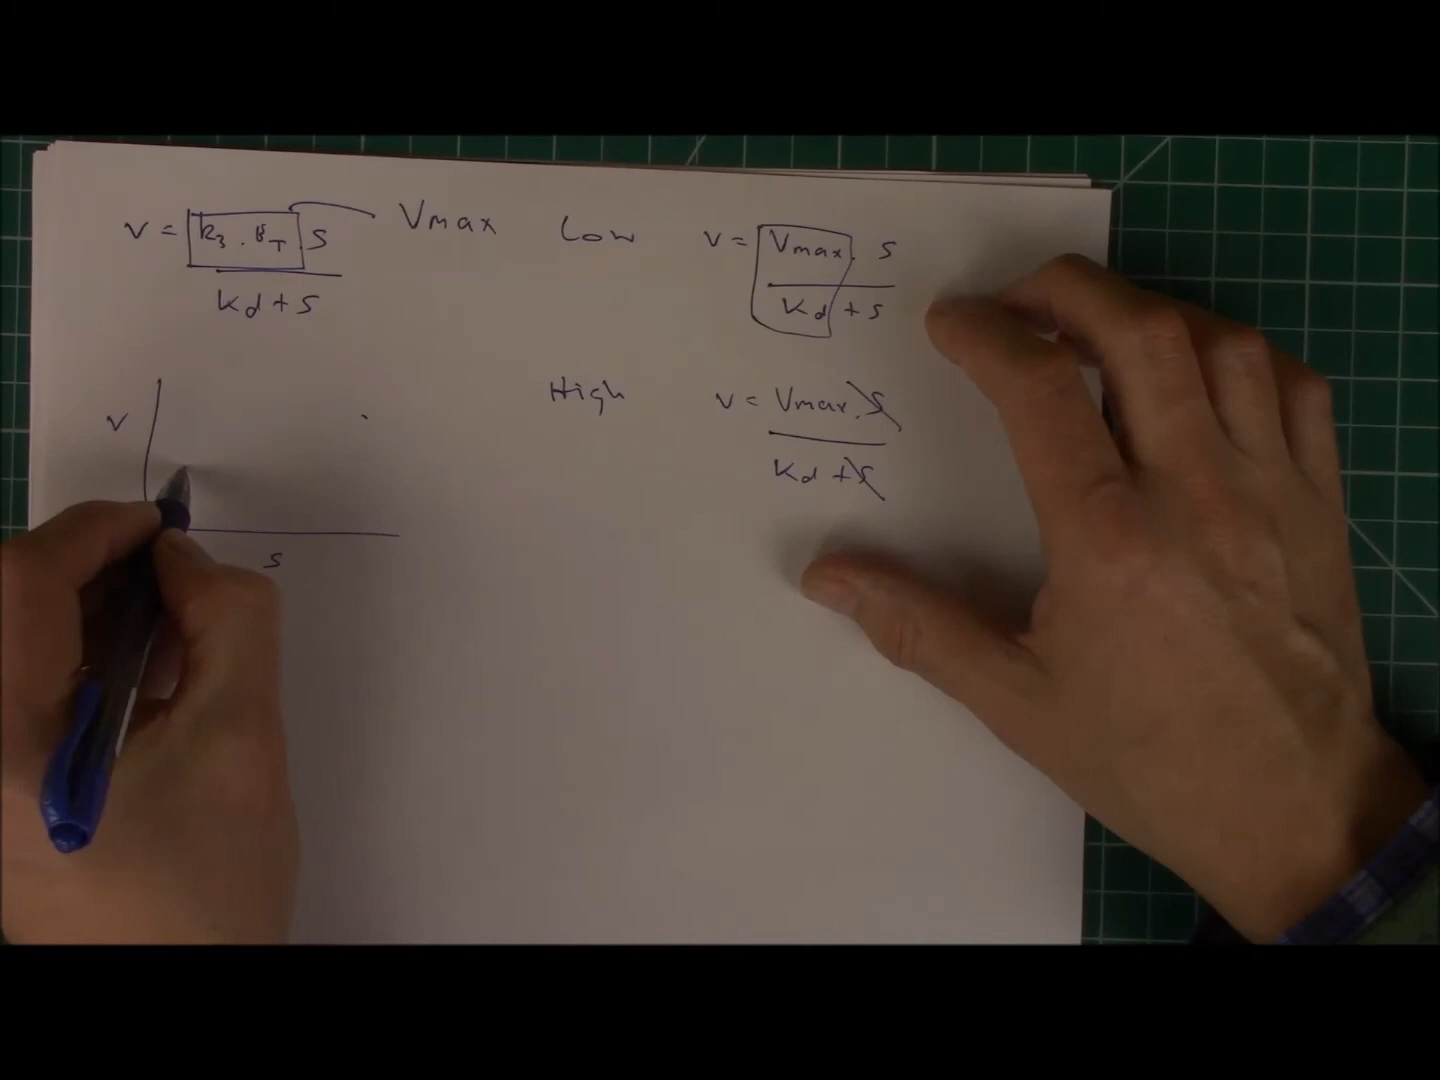 v = k3 . ET . S
Kd + S
Vmax
Low
v = Vmax . S
Kd + S
High
v = Vmax . S
Kd + S
v
s